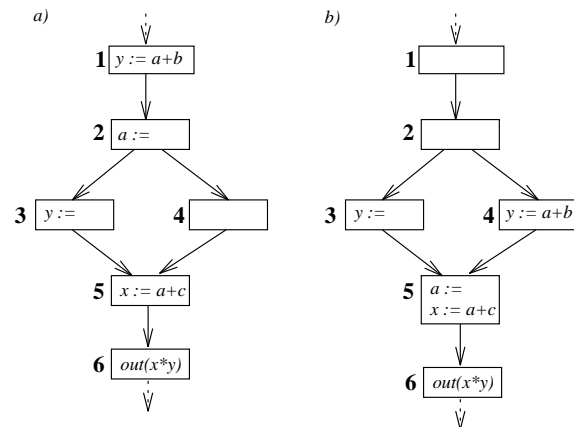 a)
1 y := a+b
2 a :=
3 y :=
4
5 x := a+c
6 out(x*y)
b)
1
2
3 y :=
4 y := a+b
5 a :=
x := a+c
6 out(x*y)